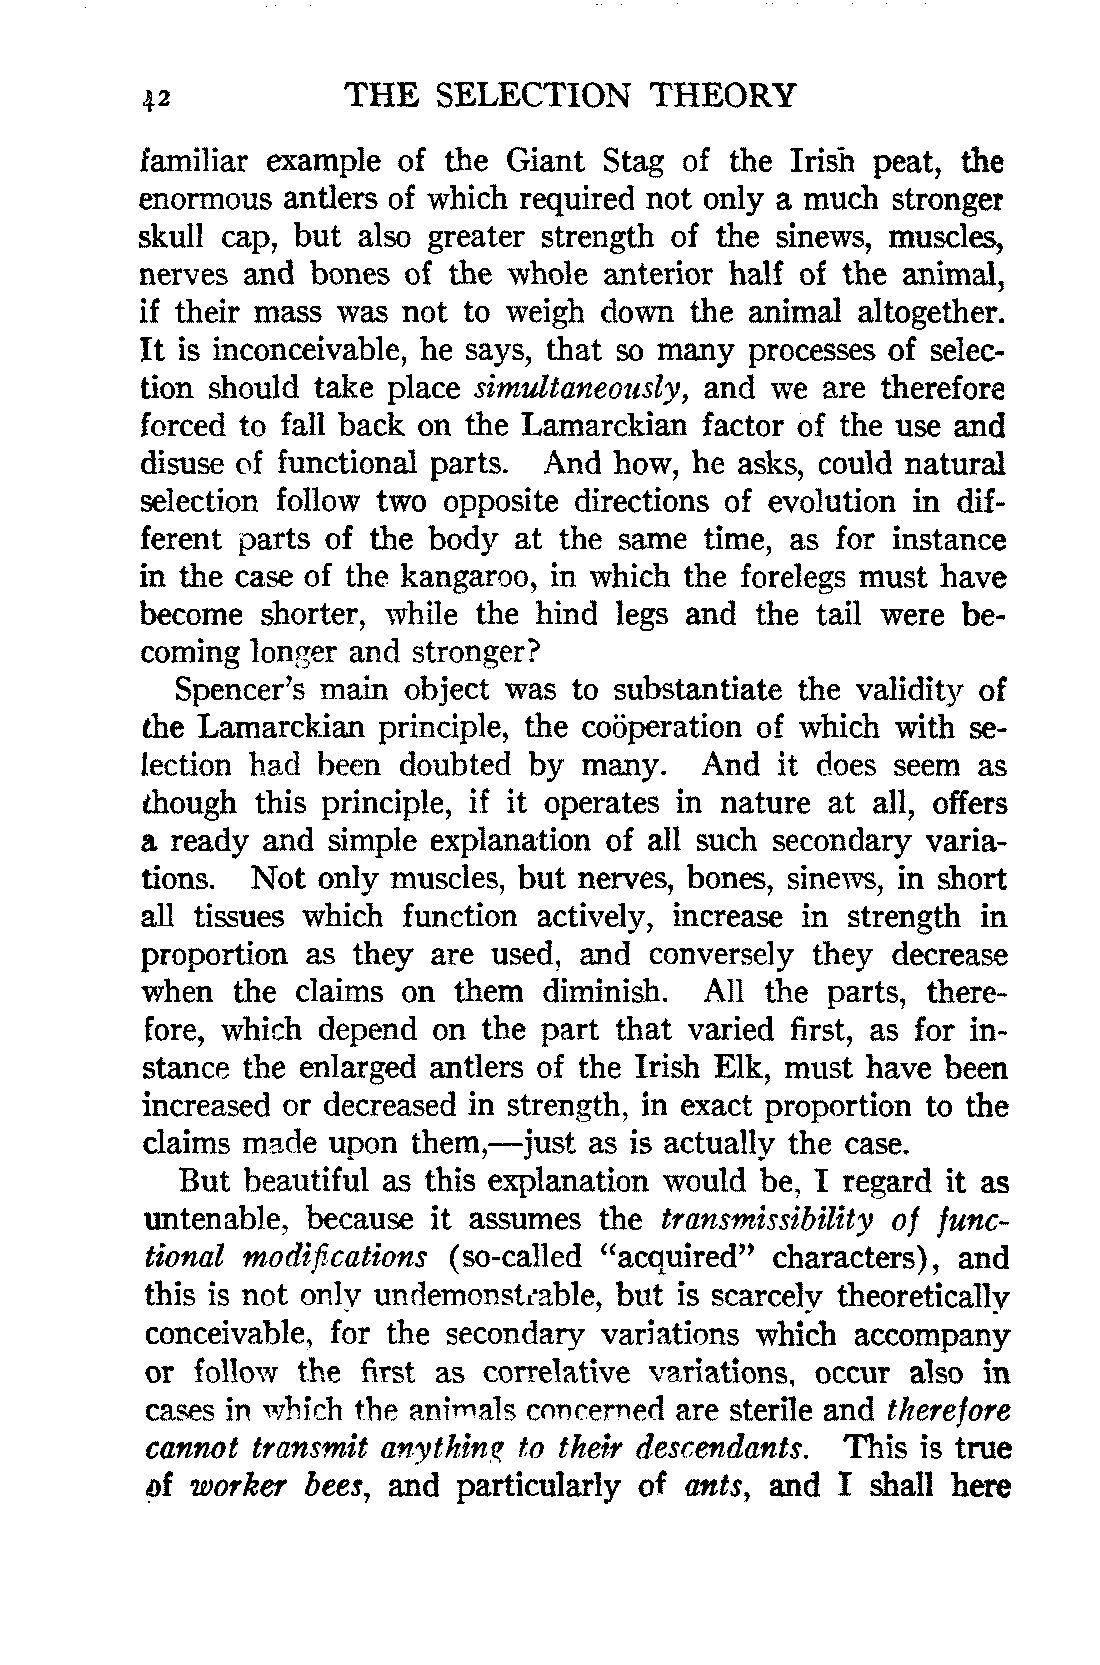 42 THE SELECTION THEORY
familiar example of the Giant Stag of the Irish peat, the
enormous antlers of which required not only a much stronger
skull cap, but also greater strength of the sinews, muscles,
nerves and bones of the whole anterior half of the animal,
if their mass was not to weigh down the animal altogether.
It is inconceivable, he says, that so many processes of selec-
tion should take place simultaneously, and we are therefore
forced to fall back on the Lamarckian factor of the use and
disuse of functional parts. And how, he asks, could natural
selection follow two opposite directions of evolution in dif-
ferent parts of the body at the same time, as for instance
in the case of the kangaroo, in which the forelegs must have
become shorter, while the hind legs and the tail were be-
coming longer and stronger?
Spencer's main object was to substantiate the validity of
the Lamarckian principle, the coöperation of which with se-
lection had been doubted by many. And it does seem as
though this principle, if it operates in nature at all, offers
a ready and simple explanation of all such secondary varia-
tions. Not only muscles, but nerves, bones, sinews, in short
all tissues which function actively, increase in strength in
proportion as they are used, and conversely they decrease
when the claims on them diminish. All the parts, there-
fore, which depend on the part that varied first, as for in-
stance the enlarged antlers of the Irish Elk, must have been
increased or decreased in strength, in exact proportion to the
claims made upon them,—just as is actually the case.
But beautiful as this explanation would be, I regard it as
untenable, because it assumes the transmissibility of func-
tional modifications (so-called "acquired" characters), and
this is not only undemonstrable, but is scarcely theoretically
conceivable, for the secondary variations which accompany
or follow the first as correlative variations, occur also in
cases in which the animals concerned are sterile and therefore
cannot transmit anything to their descendants. This is true
of worker bees, and particularly of ants, and I shall here